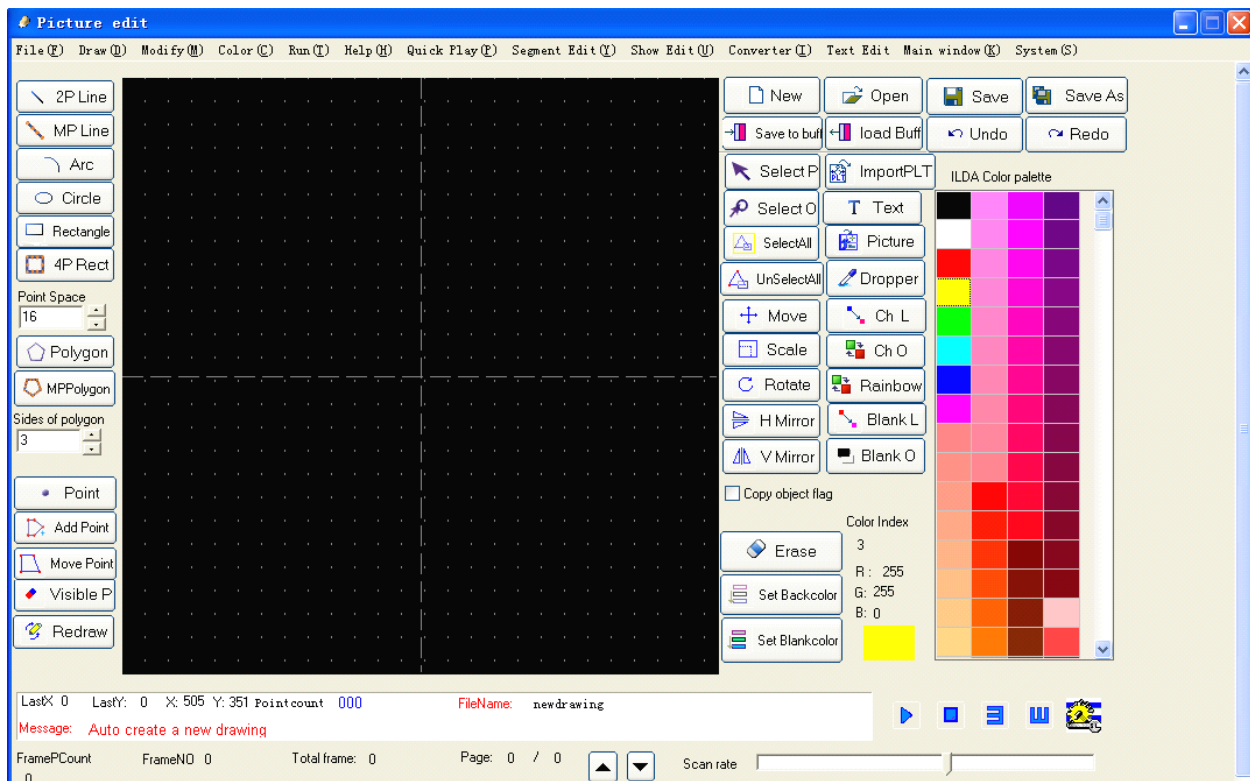 Picture edit
File(F) Draw(D) Modify(M) Color(C) Run(T) Help(H) Quick Play(P) Segment Edit(Y) Show Edit(U) Converter(I) Text Edit Main window(K) System(S)
2P Line
MP Line
Arc
Circle
Rectangle
4P Rect
Point Space
16
Polygon
MPPolygon
Sides of polygon
3
Point
Add Point
Move Point
Visible P
Redraw
New Open Save Save As
Save to buff load Buff Undo Redo
Select P ImportPLT
PLT
Select O Text
SelectAll Picture
UnSelectAll Dropper
Move Ch L
Scale Ch O
Rotate Rainbow
H Mirror Blank L
V Mirror Blank O
ILDA Color palette
Copy object flag
Erase
Set Backcolor
Set Blankcolor
Color Index
3
R: 255
G: 255
B: 0
LastX 0 LastY: 0 X: 505 Y: 351 Pointcount 000 FileName: newdrawing
Message: Auto create a new drawing
FramePCount FrameNO 0 Total frame: 0 Page: 0 / 0 Scan rate
0